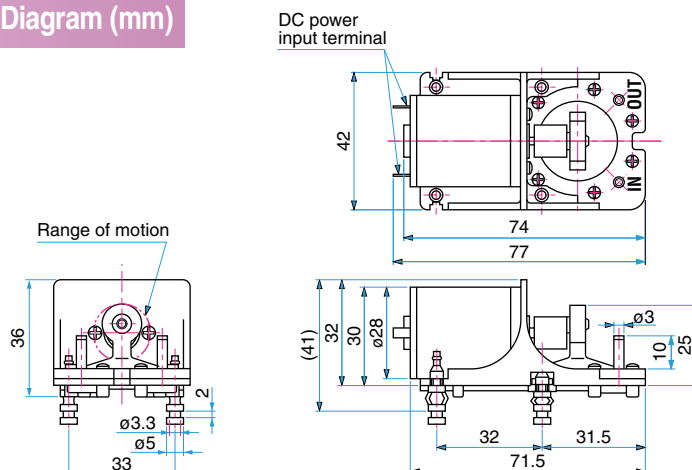 Diagram (mm)
DC power
input terminal
42
OUT
IN
74
77
Range of motion
36
2
ø3.3
ø5
33
(41)
32
30
ø28
ø3
10
25
32
31.5
71.5